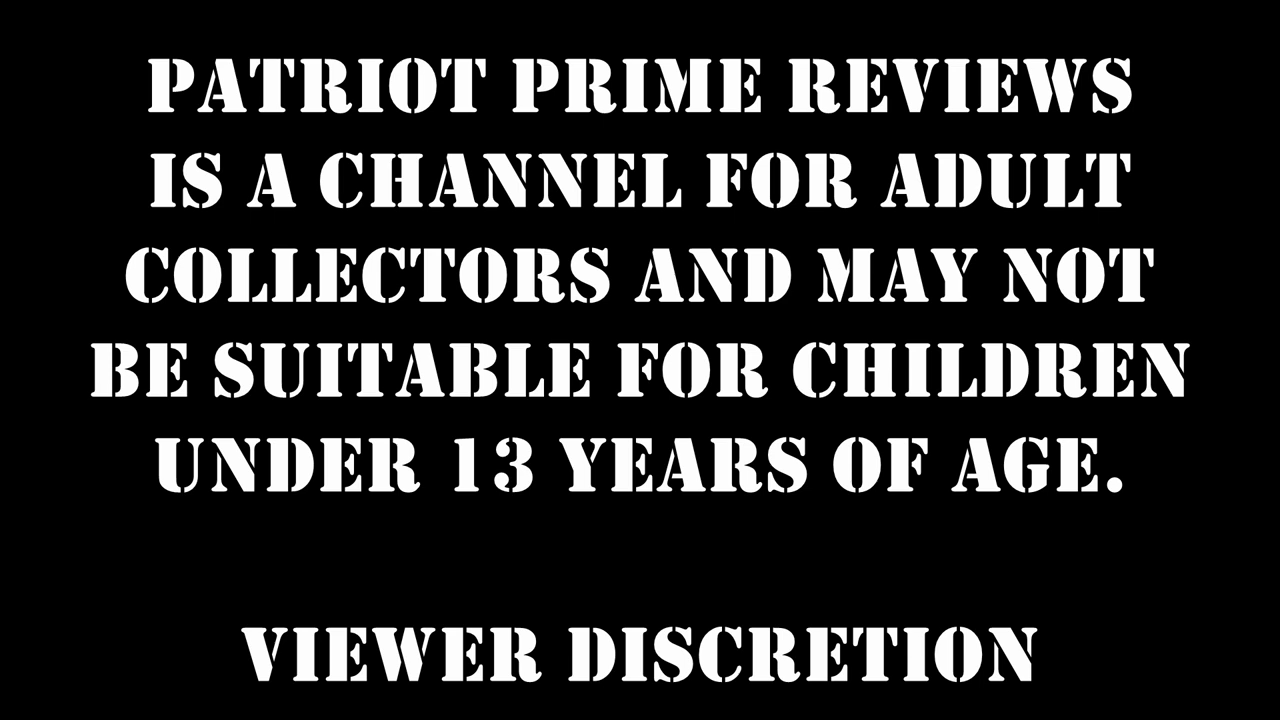 PATRIOT PRIME REVIEWS
IS A CHANNEL FOR ADULT
COLLECTORS AND MAY NOT
BE SUITABLE FOR CHILDREN
UNDER 13 YEARS OF AGE.
VIEWER DISCRETION